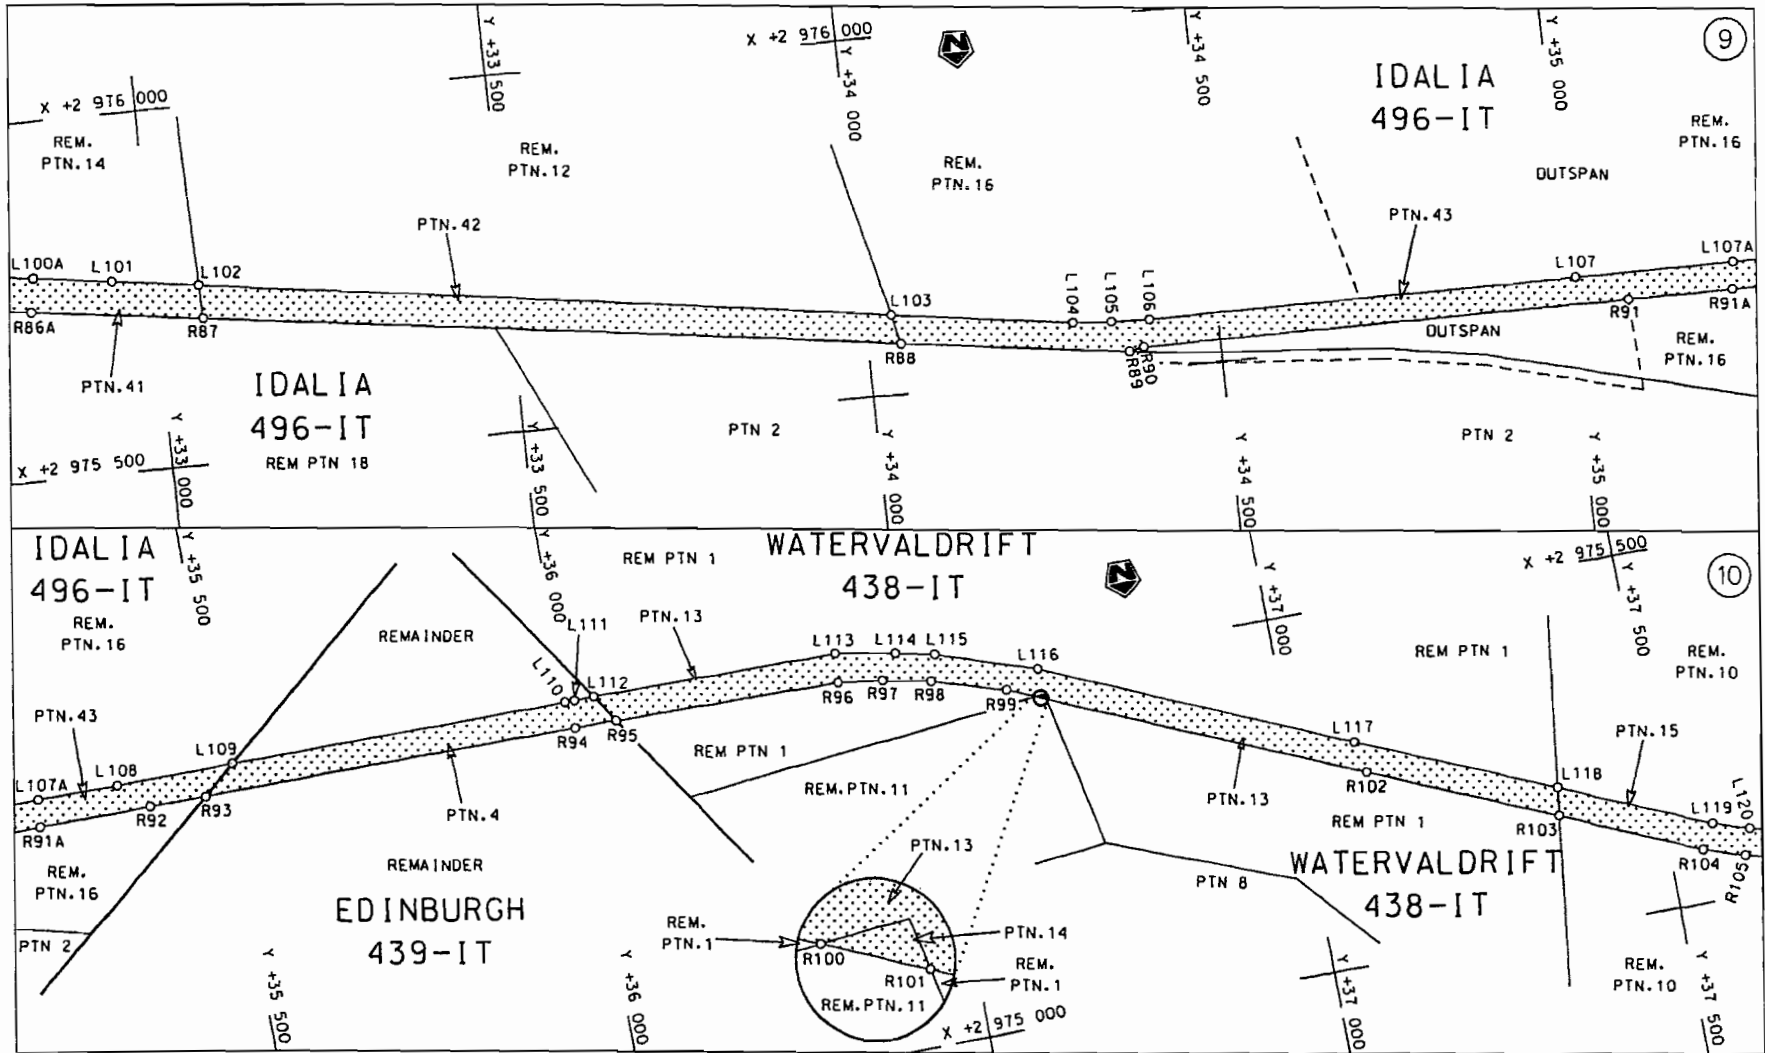 X +2 976 000
Y +33 500
X +2 976 000
Y +34 000
N
Y +34 500
Y +35 000
9
IDALIA
496-IT
REM.
PTN.14
REM.
PTN.12
REM.
PTN.16
REM.
PTN.16
OUTSPAN
PTN.42
PTN.43
L100A
L101
L102
L103
L104
L105
L106
L107
L107A
R86A
R87
R88
R89
R90
R91
R91A
OUTSPAN
REM.
PTN.16
PTN.41
IDALIA
496-IT
REM PTN 18
PTN 2
PTN 2
X +2 975 500
Y +33 000
Y +33 500
Y +34 000
Y +34 500
Y +35 000
IDALIA
496-IT
REM.
PTN.16
Y +35 500
Y +36 000
REM PTN 1
WATERVALDRIFT
438-IT
N
Y +37 000
X +2 975 500
Y +37 500
10
REMAINDER
L111
PTN.13
L110
L112
L113
L114
L115
L116
REM PTN 1
REM.
PTN.10
PTN.43
L107A
L108
L109
R96
R97
R98
R99
L117
PTN.15
L118
L119
L120
R91A
R92
R93
PTN.4
R94
R95
REM PTN 1
REM.PTN.11
PTN.13
R102
REM PTN 1
R103
R104
R105
REM.
PTN.16
REMAINDER
PTN.13
PTN 8
WATERVALDRIFT
438-IT
PTN 2
EDINBURGH
439-IT
REM.
PTN.1
R100
PTN.14
R101
REM.
PTN.1
REM.PTN.11
REM.
PTN.10
Y +35 500
Y +36 000
X +2 975 000
Y +37 000
Y +37 500